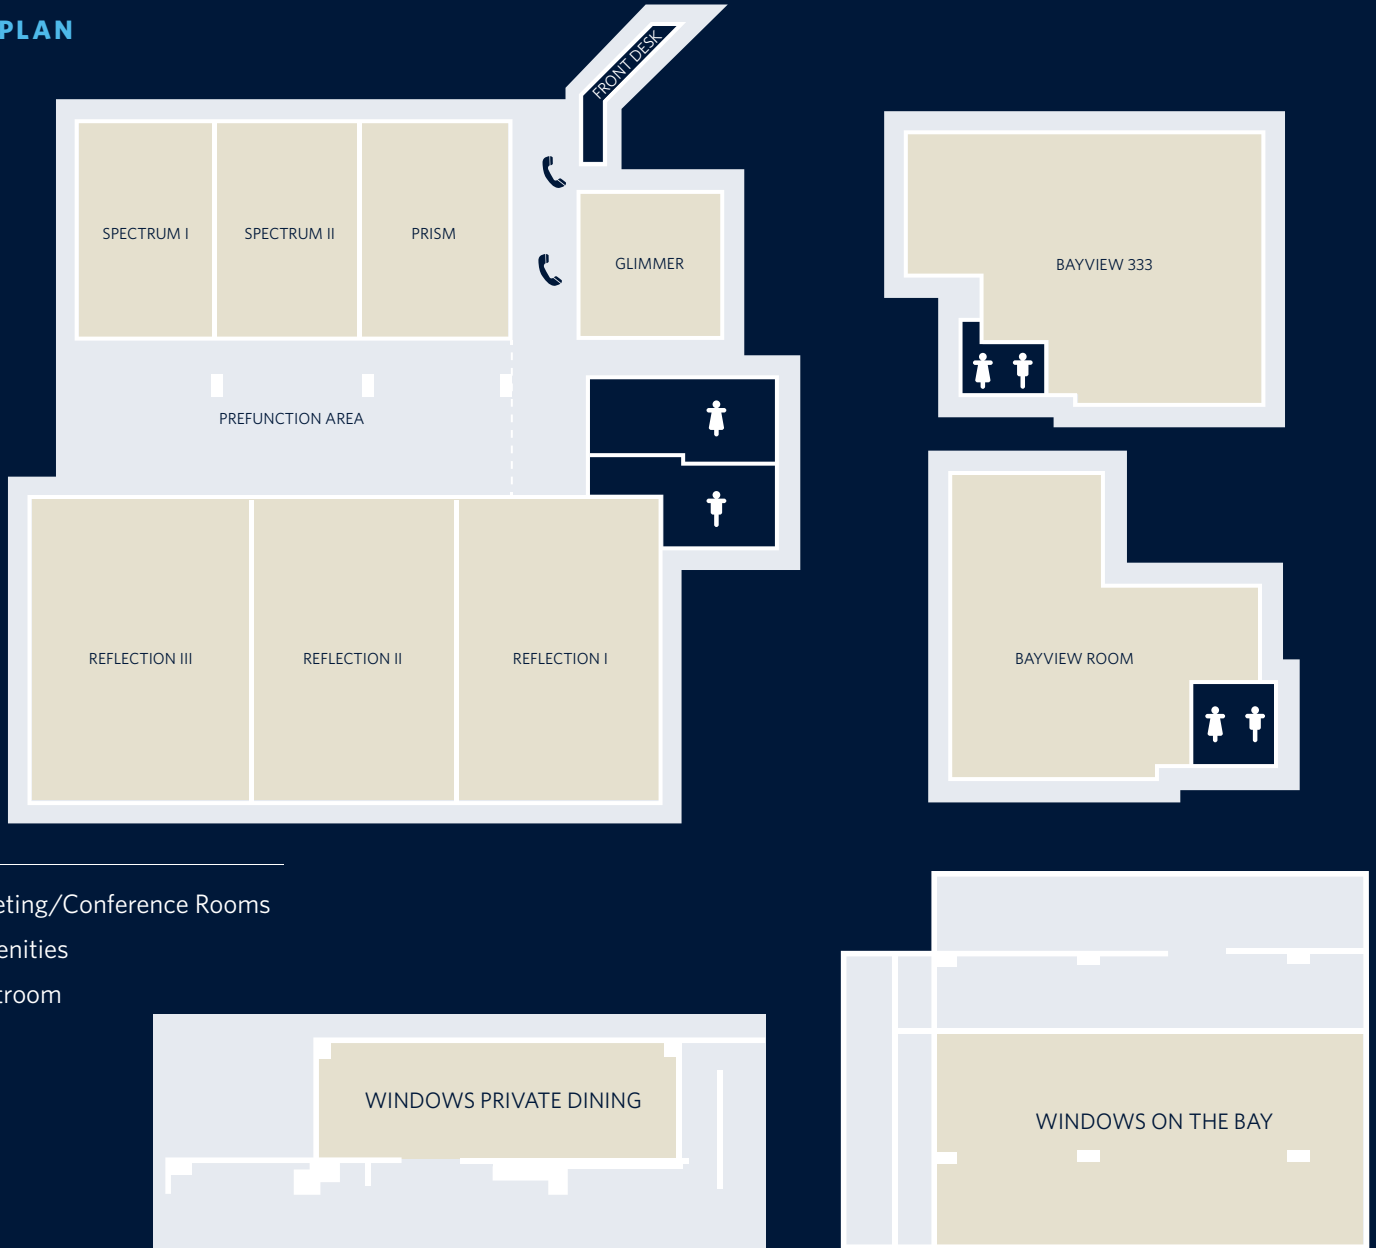 PLAN
FRONT DESK
SPECTRUM I
SPECTRUM II
PRISM
GLIMMER
BAYVIEW 333
PREFUNCTION AREA
REFLECTION III
REFLECTION II
REFLECTION I
BAYVIEW ROOM
eting/Conference Rooms
enities
troom
WINDOWS PRIVATE DINING
WINDOWS ON THE BAY